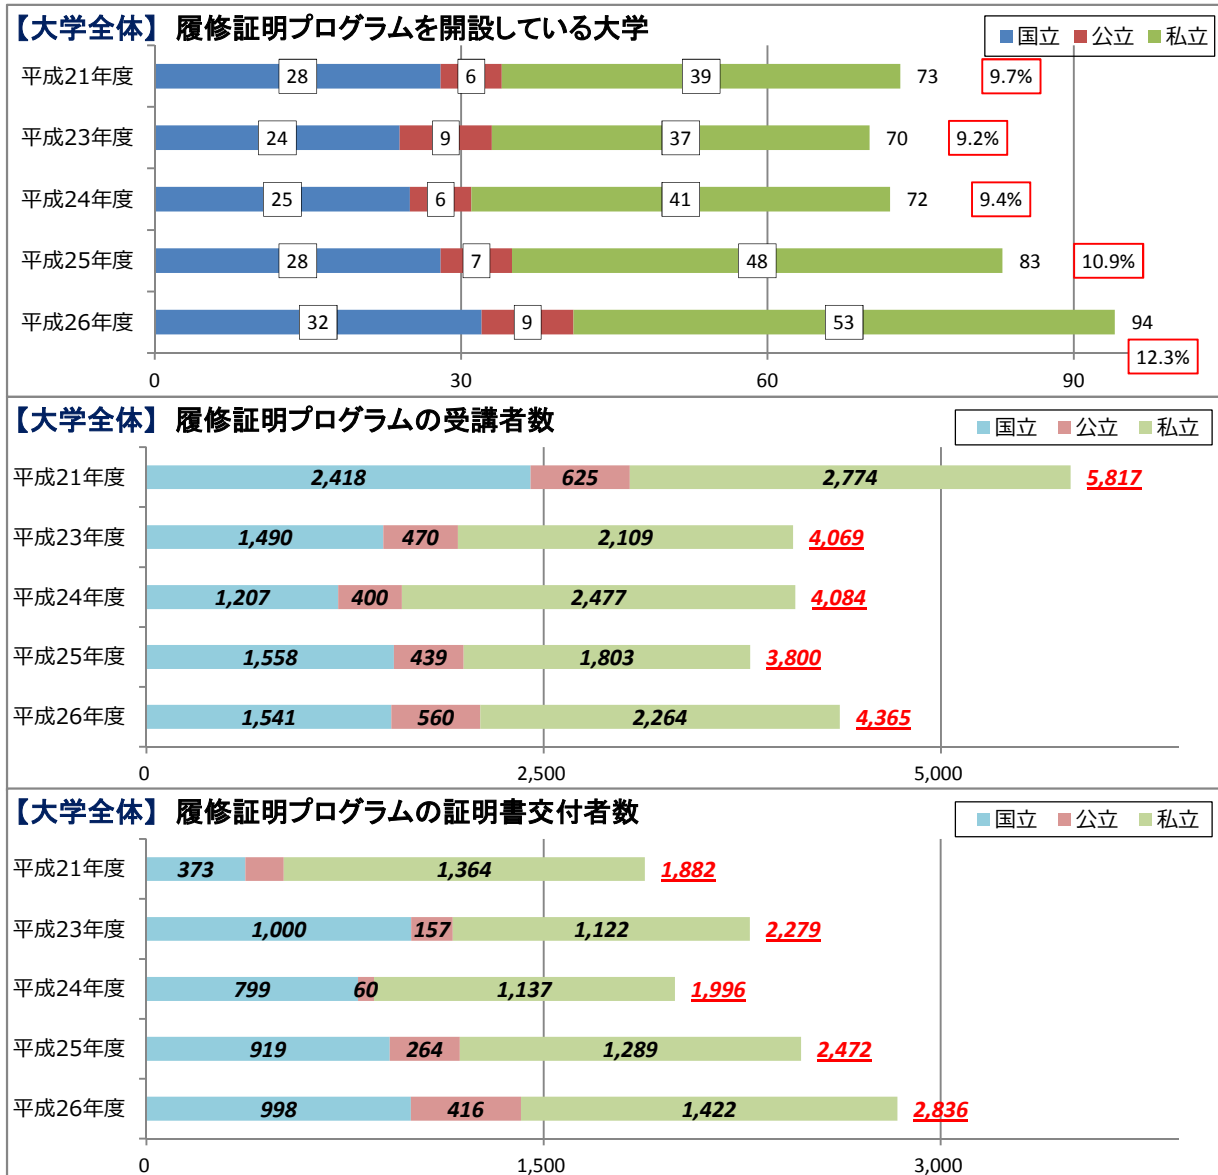 【大学全体】 履修証明プログラムを開設している大学
国立 公立 私立
平成21年度 28 6 39 73 9.7%
平成23年度 24 9 37 70 9.2%
平成24年度 25 6 41 72 9.4%
平成25年度 28 7 48 83 10.9%
平成26年度 32 9 53 94
12.3%
0 30 60 90
【大学全体】 履修証明プログラムの受講者数
国立 公立 私立
平成21年度 2,418 625 2,774 5,817
平成23年度 1,490 470 2,109 4,069
平成24年度 1,207 400 2,477 4,084
平成25年度 1,558 439 1,803 3,800
平成26年度 1,541 560 2,264 4,365
0 2,500 5,000
【大学全体】 履修証明プログラムの証明書交付者数
国立 公立 私立
平成21年度 373 1,364 1,882
平成23年度 1,000 157 1,122 2,279
平成24年度 799 60 1,137 1,996
平成25年度 919 264 1,289 2,472
平成26年度 998 416 1,422 2,836
0 1,500 3,000